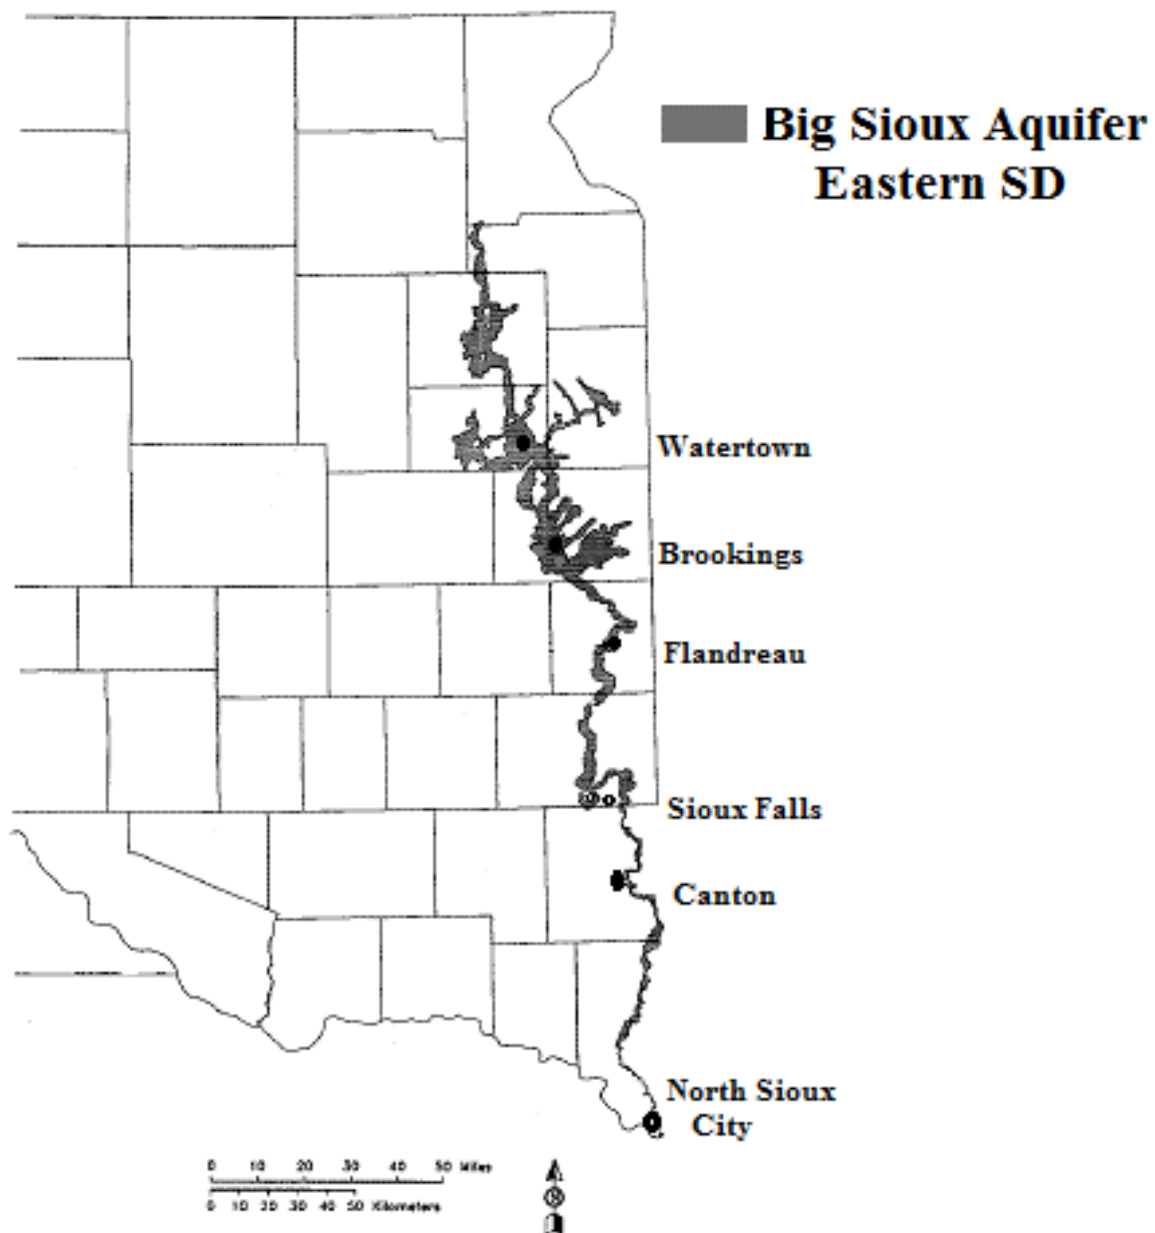 Big Sioux Aquifer
Eastern SD
Watertown
Brookings
Flandreau
Sioux Falls
Canton
North Sioux
City
0 10 20 30 40 50 Miles
0 10 20 30 40 50 Kilometers